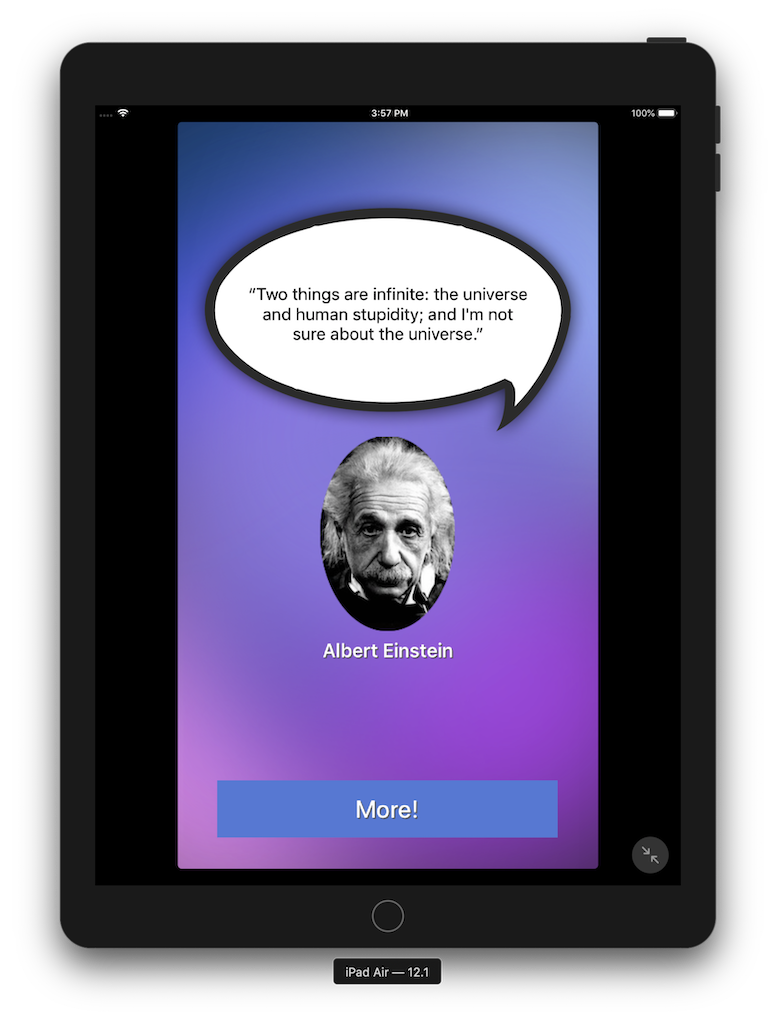 3:57 PM
100%
“Two things are infinite: the universe
and human stupidity; and I'm not
sure about the universe.”
Albert Einstein
More!
iPad Air — 12.1